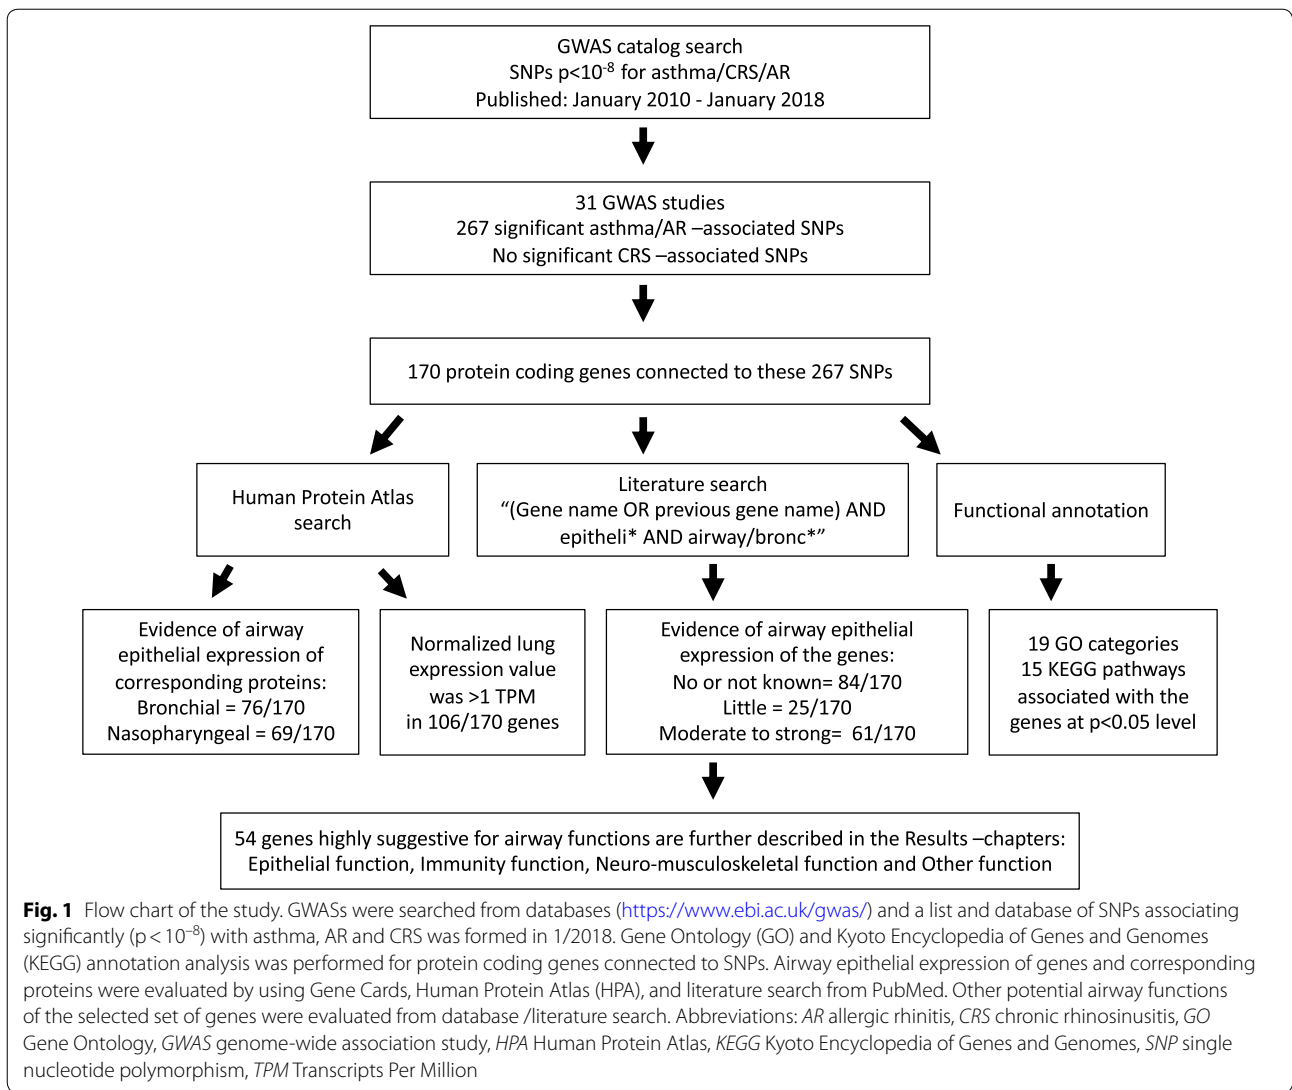 GWAS catalog search
SNPs p<10-8 for asthma/CRS/AR
Published: January 2010 - January 2018
31 GWAS studies
267 significant asthma/AR –associated SNPs
No significant CRS –associated SNPs
170 protein coding genes connected to these 267 SNPs
Human Protein Atlas
search
Literature search
“(Gene name OR previous gene name) AND
epitheli* AND airway/bronc*”
Functional annotation
Evidence of airway
epithelial expression of
corresponding proteins:
Bronchial = 76/170
Nasopharyngeal = 69/170
Normalized lung
expression value
was >1 TPM
in 106/170 genes
Evidence of airway epithelial
expression of the genes:
No or not known= 84/170
Little = 25/170
Moderate to strong= 61/170
19 GO categories
15 KEGG pathways
associated with the
genes at p<0.05 level
54 genes highly suggestive for airway functions are further described in the Results –chapters:
Epithelial function, Immunity function, Neuro-musculoskeletal function and Other function
Fig. 1 Flow chart of the study. GWASs were searched from databases (https://www.ebi.ac.uk/gwas/) and a list and database of SNPs associating
significantly (p < 10–8) with asthma, AR and CRS was formed in 1/2018. Gene Ontology (GO) and Kyoto Encyclopedia of Genes and Genomes
(KEGG) annotation analysis was performed for protein coding genes connected to SNPs. Airway epithelial expression of genes and corresponding
proteins were evaluated by using Gene Cards, Human Protein Atlas (HPA), and literature search from PubMed. Other potential airway functions
of the selected set of genes were evaluated from database /literature search. Abbreviations: AR allergic rhinitis, CRS chronic rhinosinusitis, GO
Gene Ontology, GWAS genome-wide association study, HPA Human Protein Atlas, KEGG Kyoto Encyclopedia of Genes and Genomes, SNP single
nucleotide polymorphism, TPM Transcripts Per Million